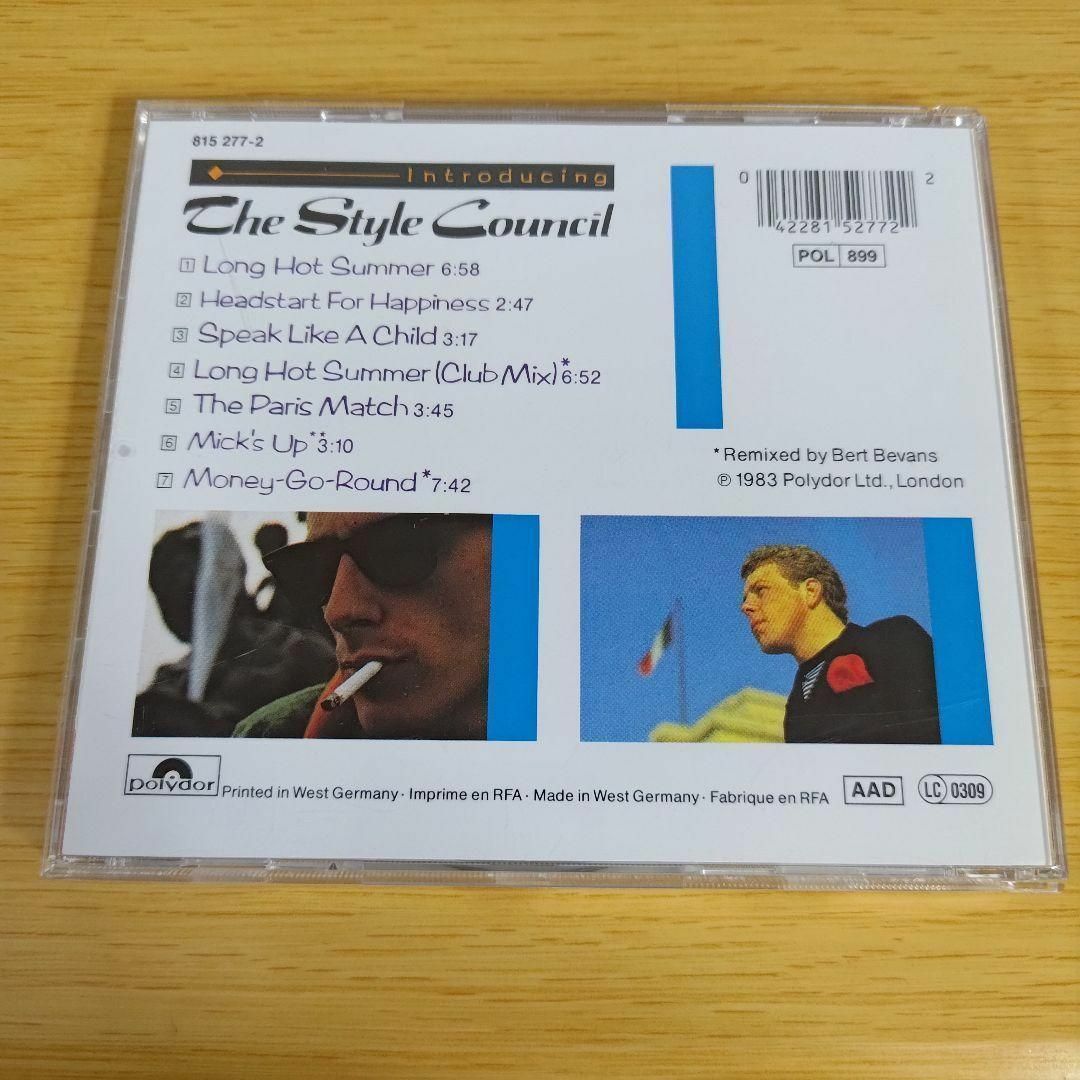 815 277-2
Introducing
The Style Council
1 Long Hot Summer 6:58
2 Headstart For Happiness 2:47
3 Speak Like A Child 3:17
4 Long Hot Summer (Club Mix)* 6:52
5 The Paris Match 3:45
6 Mick's Up** 3:10
7 Money-Go-Round* 7:42
0 42281 52772 2
POL 899
* Remixed by Bert Bevans
℗ 1983 Polydor Ltd., London
polydor
Printed in West Germany · Imprime en RFA · Made in West Germany · Fabrique en RFA
AAD
LC 0309